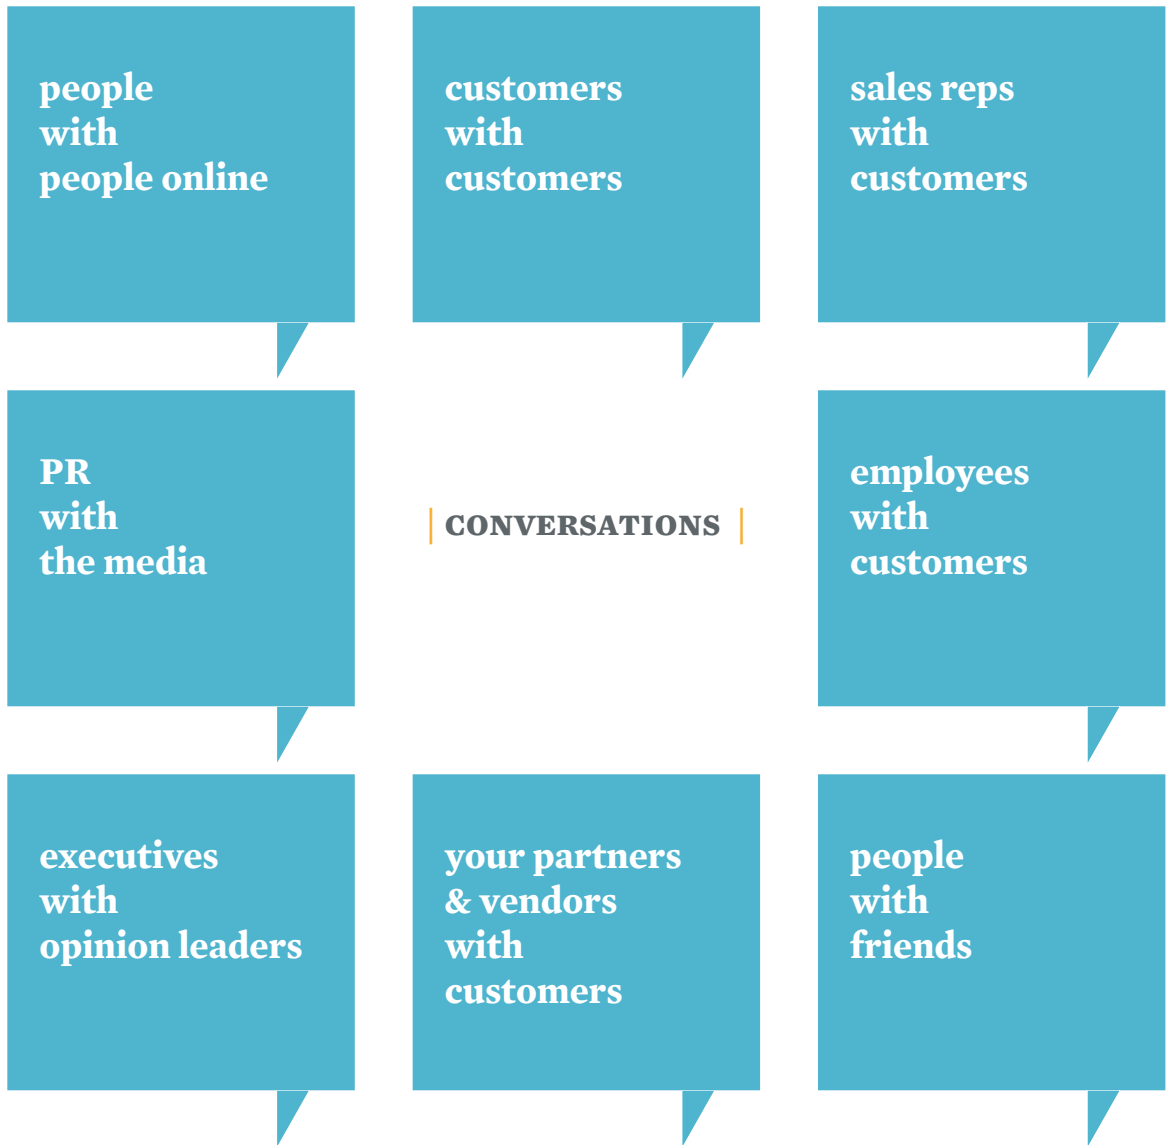 people
with
people online
customers
with
customers
sales reps
with
customers
PR
with
the media
CONVERSATIONS
employees
with
customers
executives
with
opinion leaders
your partners
& vendors
with
customers
people
with
friends